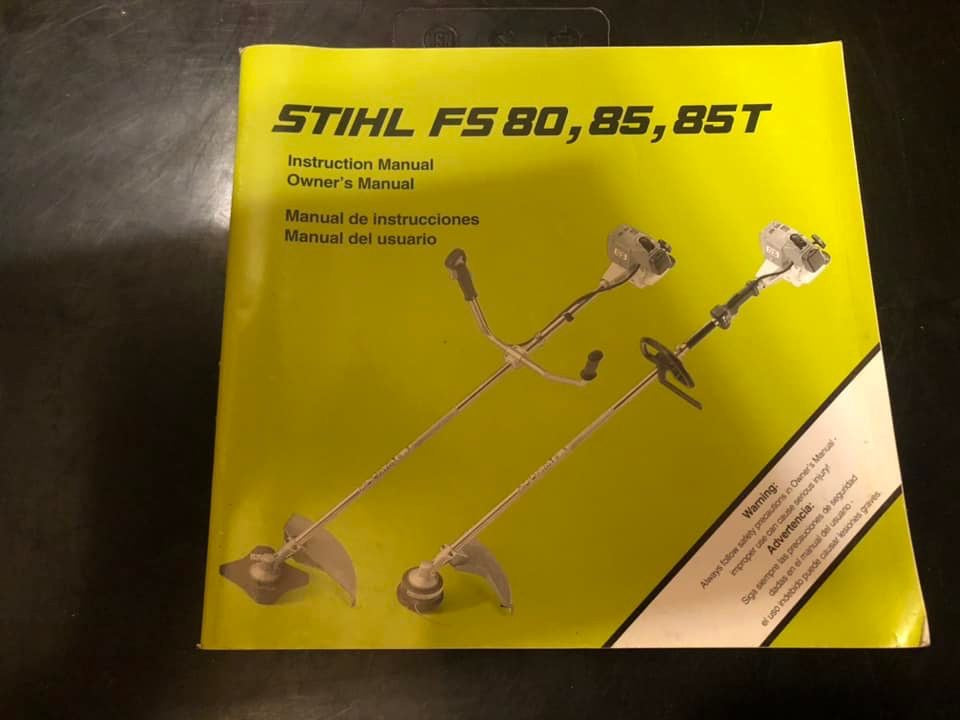 STIHL FS 80, 85, 85T
Instruction Manual
Owner's Manual
Manual de instrucciones
Manual del usuario
Warning:
Always follow safety precautions in Owner's Manual -
improper use can cause serious injury!
Advertencia:
Siga siempre las precauciones de seguridad
dadas en el manual del usuario -
el uso indebido puede causar lesiones graves.